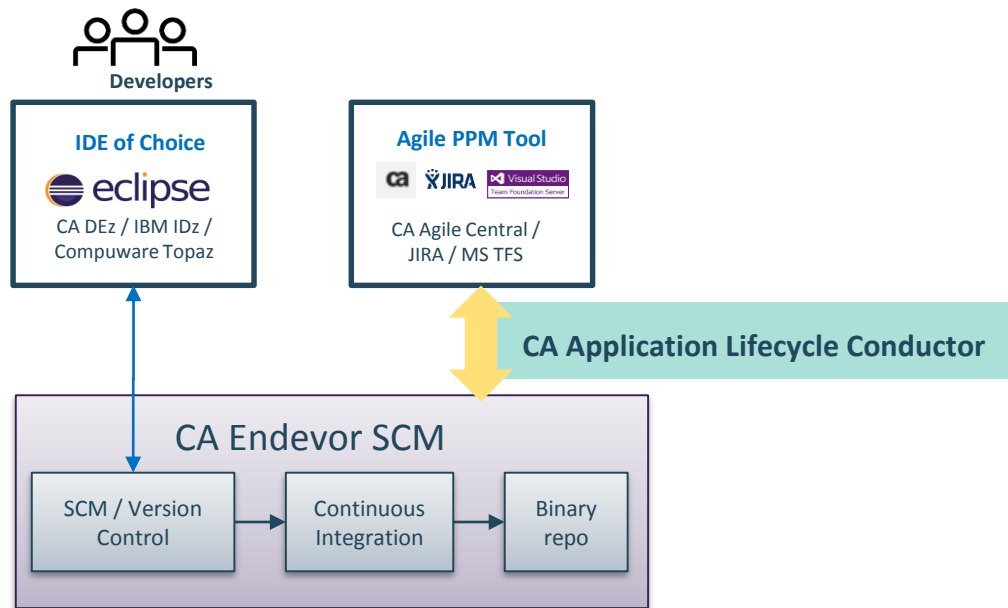 Developers
IDE of Choice
eclipse
CA DEz / IBM IDz /
Compuware Topaz
Agile PPM Tool
ca
JIRA
Visual Studio
Team Foundation Server
CA Agile Central /
JIRA / MS TFS
CA Application Lifecycle Conductor
CA Endevor SCM
SCM / Version
Control
Continuous
Integration
Binary
repo